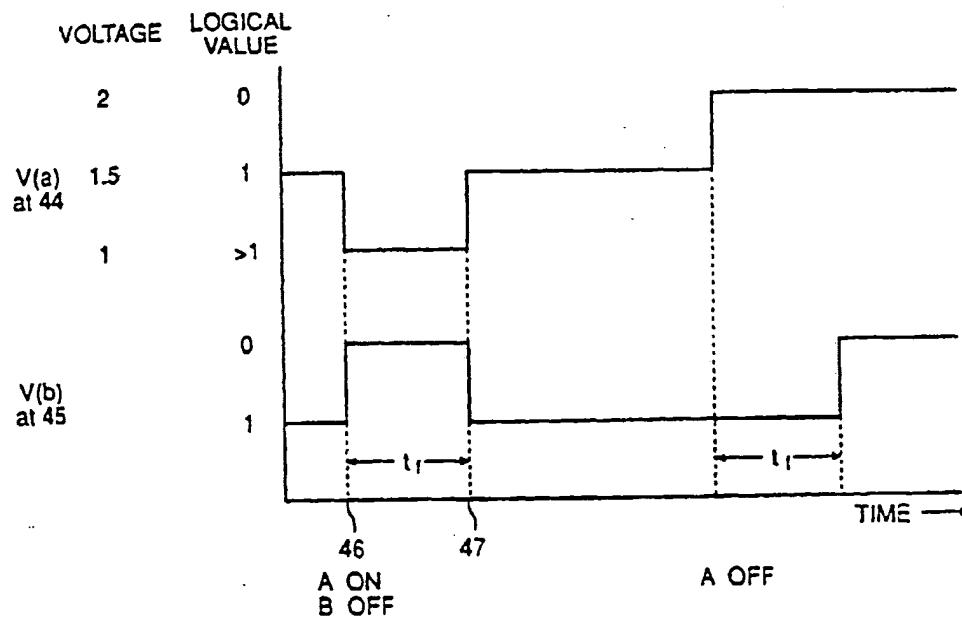 VOLTAGE
LOGICAL
VALUE
2
0
V(a)
at 44
1.5
1
1
>1
0
V(b)
at 45
1
t1
t1
TIME
46
47
A ON
B OFF
A OFF